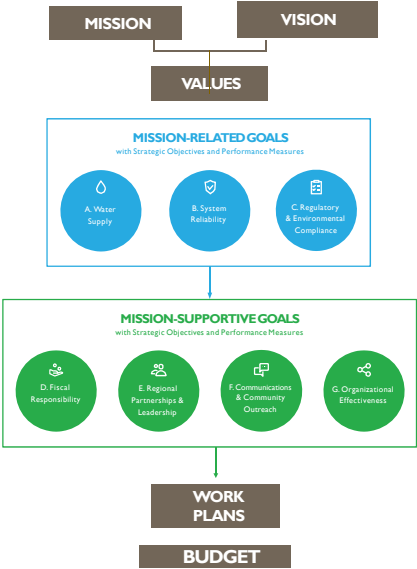 MISSION
VISION
VALUES
MISSION-RELATED GOALS
with Strategic Objectives and Performance Measures
A. Water
Supply
B. System
Reliability
C. Regulatory
& Environmental
Compliance
MISSION-SUPPORTIVE GOALS
with Strategic Objectives and Performance Measures
D. Fiscal
Responsibility
E. Regional
Partnerships &
Leadership
F. Communications
& Community
Outreach
G. Organizational
Effectiveness
WORK
PLANS
BUDGET